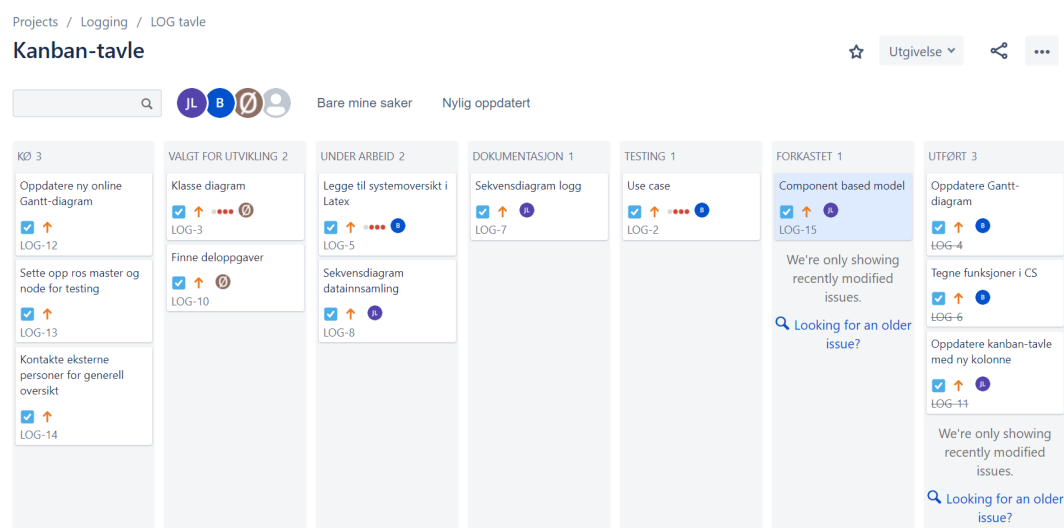 Projects / Logging / LOG tavle
Kanban-tavle
Utgivelse
JL B Ø
Bare mine saker
Nylig oppdatert
KØ 3
Oppdatere ny online
Gantt-diagram
LOG-12
Sette opp ros master og
node for testing
LOG-13
Kontakte eksterne
personer for generell
oversikt
LOG-14
VALGT FOR UTVIKLING 2
Klasse diagram
Ø
LOG-3
Finne deloppgaver
Ø
LOG-10
UNDER ARBEID 2
Legge til systemoversikt i
Latex
B
LOG-5
Sekvensdiagram
datainnsamling
JL
LOG-8
DOKUMENTASJON 1
Sekvensdiagram logg
JL
LOG-7
TESTING 1
Use case
B
LOG-2
FORKASTET 1
Component based model
JL
LOG-15
We're only showing
recently modified
issues.
Looking for an older
issue?
UTFØRT 3
Oppdatere Gantt-
diagram
B
LOG-4
Tegne funksjoner i CS
B
LOG-6
Oppdatere kanban-tavle
med ny kolonne
JL
LOG-11
We're only showing
recently modified
issues.
Looking for an older
issue?